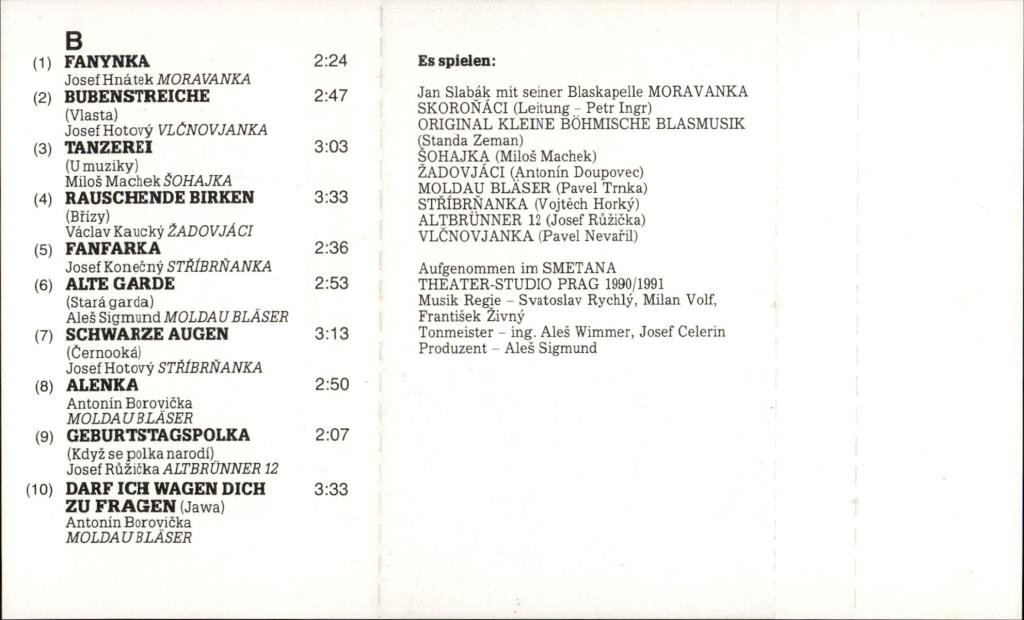 B
(1) FANYNKA 2:24
Josef Hnátek MORAVANKA
(2) BUBENSTREICHE 2:47
(Vlasta)
Josef Hotový VLČNOVJANKA
(3) TANZEREI 3:03
(U muziky)
Miloš Machek ŠOHAJKA
(4) RAUSCHENDE BIRKEN 3:33
(Břízy)
Václav Kaucký ŽADOVJÁCI
(5) FANFARKA 2:36
Josef Konečný STŘÍBRŇANKA
(6) ALTE GARDE 2:53
(Stará garda)
Aleš Sigmund MOLDAU BLÄSER
(7) SCHWARZE AUGEN 3:13
(Černooká)
Josef Hotový STŘÍBRŇANKA
(8) ALENKA 2:50
Antonín Borovička
MOLDAU BLÄSER
(9) GEBURTSTAGSPOLKA 2:07
(Když se polka narodí)
Josef Růžička ALTBRÜNNER 12
(10) DARF ICH WAGEN DICH 3:33
ZU FRAGEN (Jawa)
Antonín Borovička
MOLDAU BLÄSER
Es spielen:
Jan Slabák mit seiner Blaskapelle MORAVANKA
SKOROŇÁCI (Leitung – Petr Ingr)
ORIGINAL KLEINE BÖHMISCHE BLASMUSIK
(Standa Zeman)
ŠOHAJKA (Miloš Machek)
ŽADOVJÁCI (Antonín Doupovec)
MOLDAU BLÄSER (Pavel Trnka)
STŘÍBRŇANKA (Vojtěch Horký)
ALTBRÜNNER 12 (Josef Růžička)
VLČNOVJANKA (Pavel Nevařil)
Aufgenommen im SMETANA
THEATER-STUDIO PRAG 1990/1991
Musik Regie – Svatoslav Rychlý, Milan Volf,
František Živný
Tonmeister – ing. Aleš Wimmer, Josef Celerin
Produzent – Aleš Sigmund